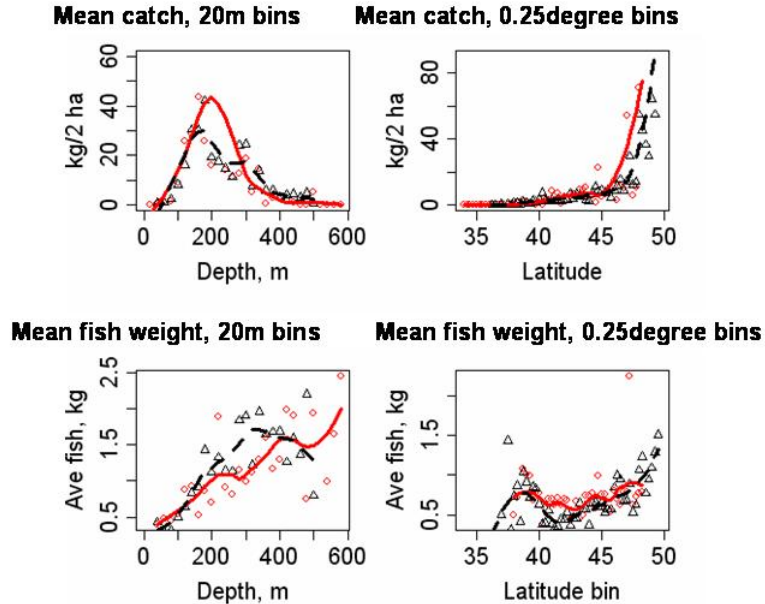 Mean catch, 20m bins
kg/2 ha
60
40
20
0
0
200
400
600
Depth, m
Mean catch, 0.25degree bins
kg/2 ha
80
40
0
35
40
45
50
Latitude
Mean fish weight, 20m bins
Ave fish, kg
2.5
1.5
0.5
0
200
400
600
Depth, m
Mean fish weight, 0.25degree bins
Ave fish, kg
1.5
0.5
35
40
45
50
Latitude bin